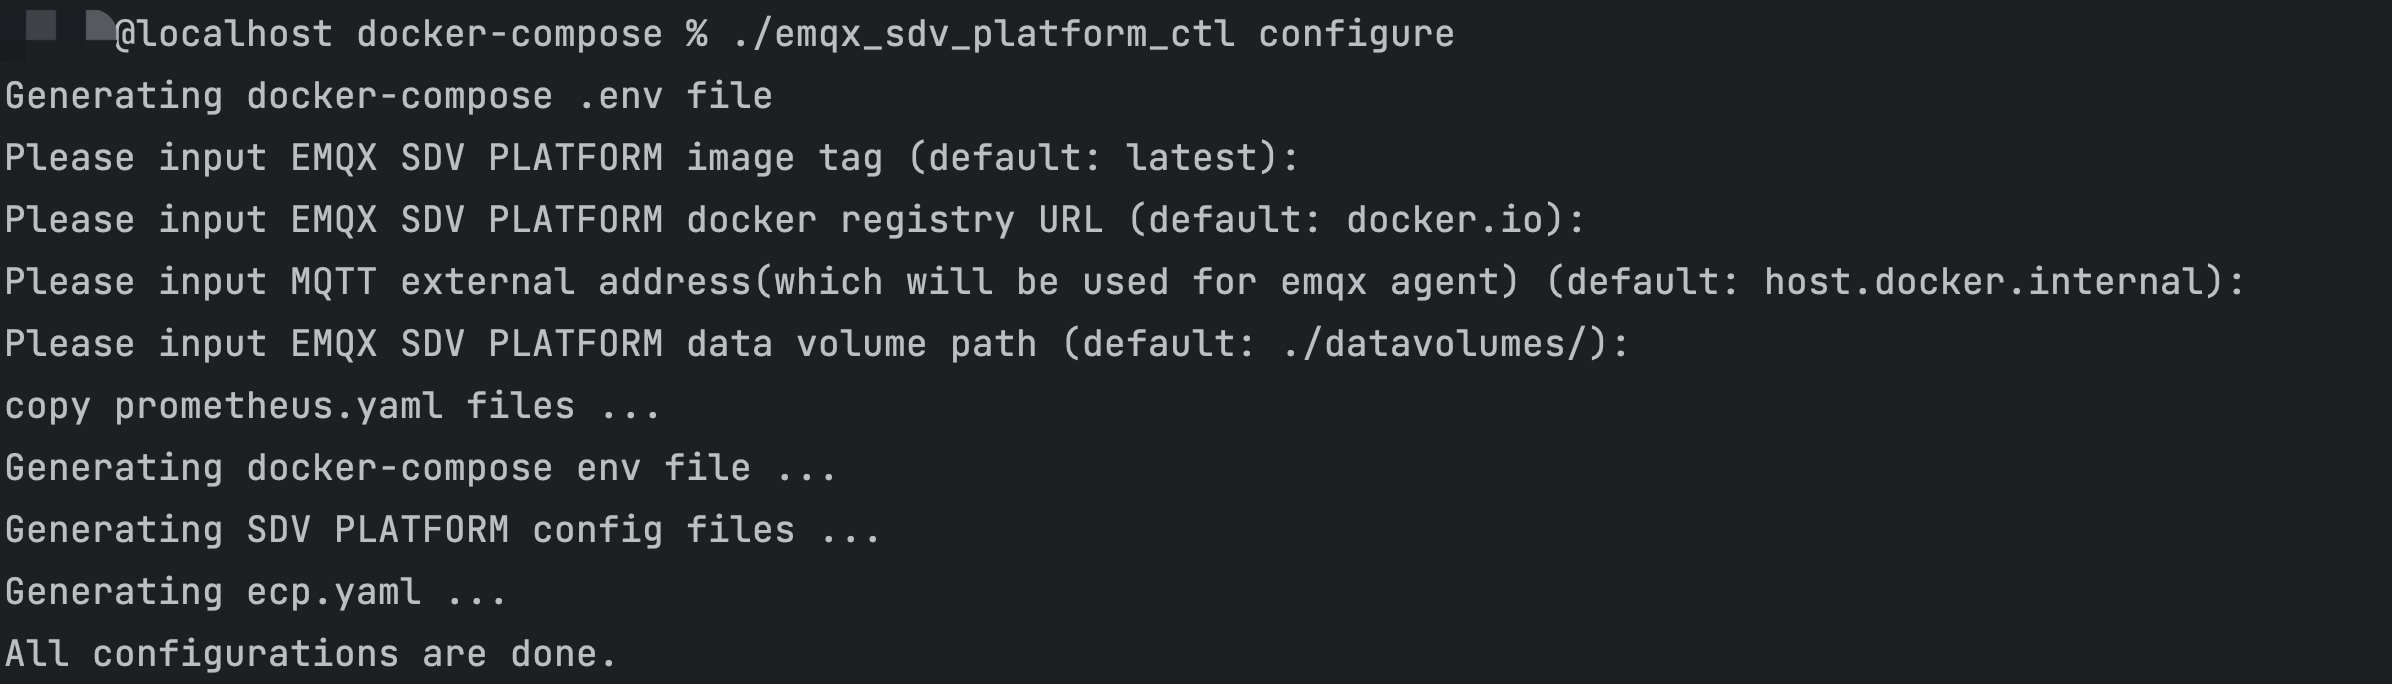 @localhost docker-compose % ./emqx_sdv_platform_ctl configure
Generating docker-compose .env file
Please input EMQX SDV PLATFORM image tag (default: latest):
Please input EMQX SDV PLATFORM docker registry URL (default: docker.io):
Please input MQTT external address(which will be used for emqx agent) (default: host.docker.internal):
Please input EMQX SDV PLATFORM data volume path (default: ./datavolumes/):
copy prometheus.yaml files ...
Generating docker-compose env file ...
Generating SDV PLATFORM config files ...
Generating ecp.yaml ...
All configurations are done.